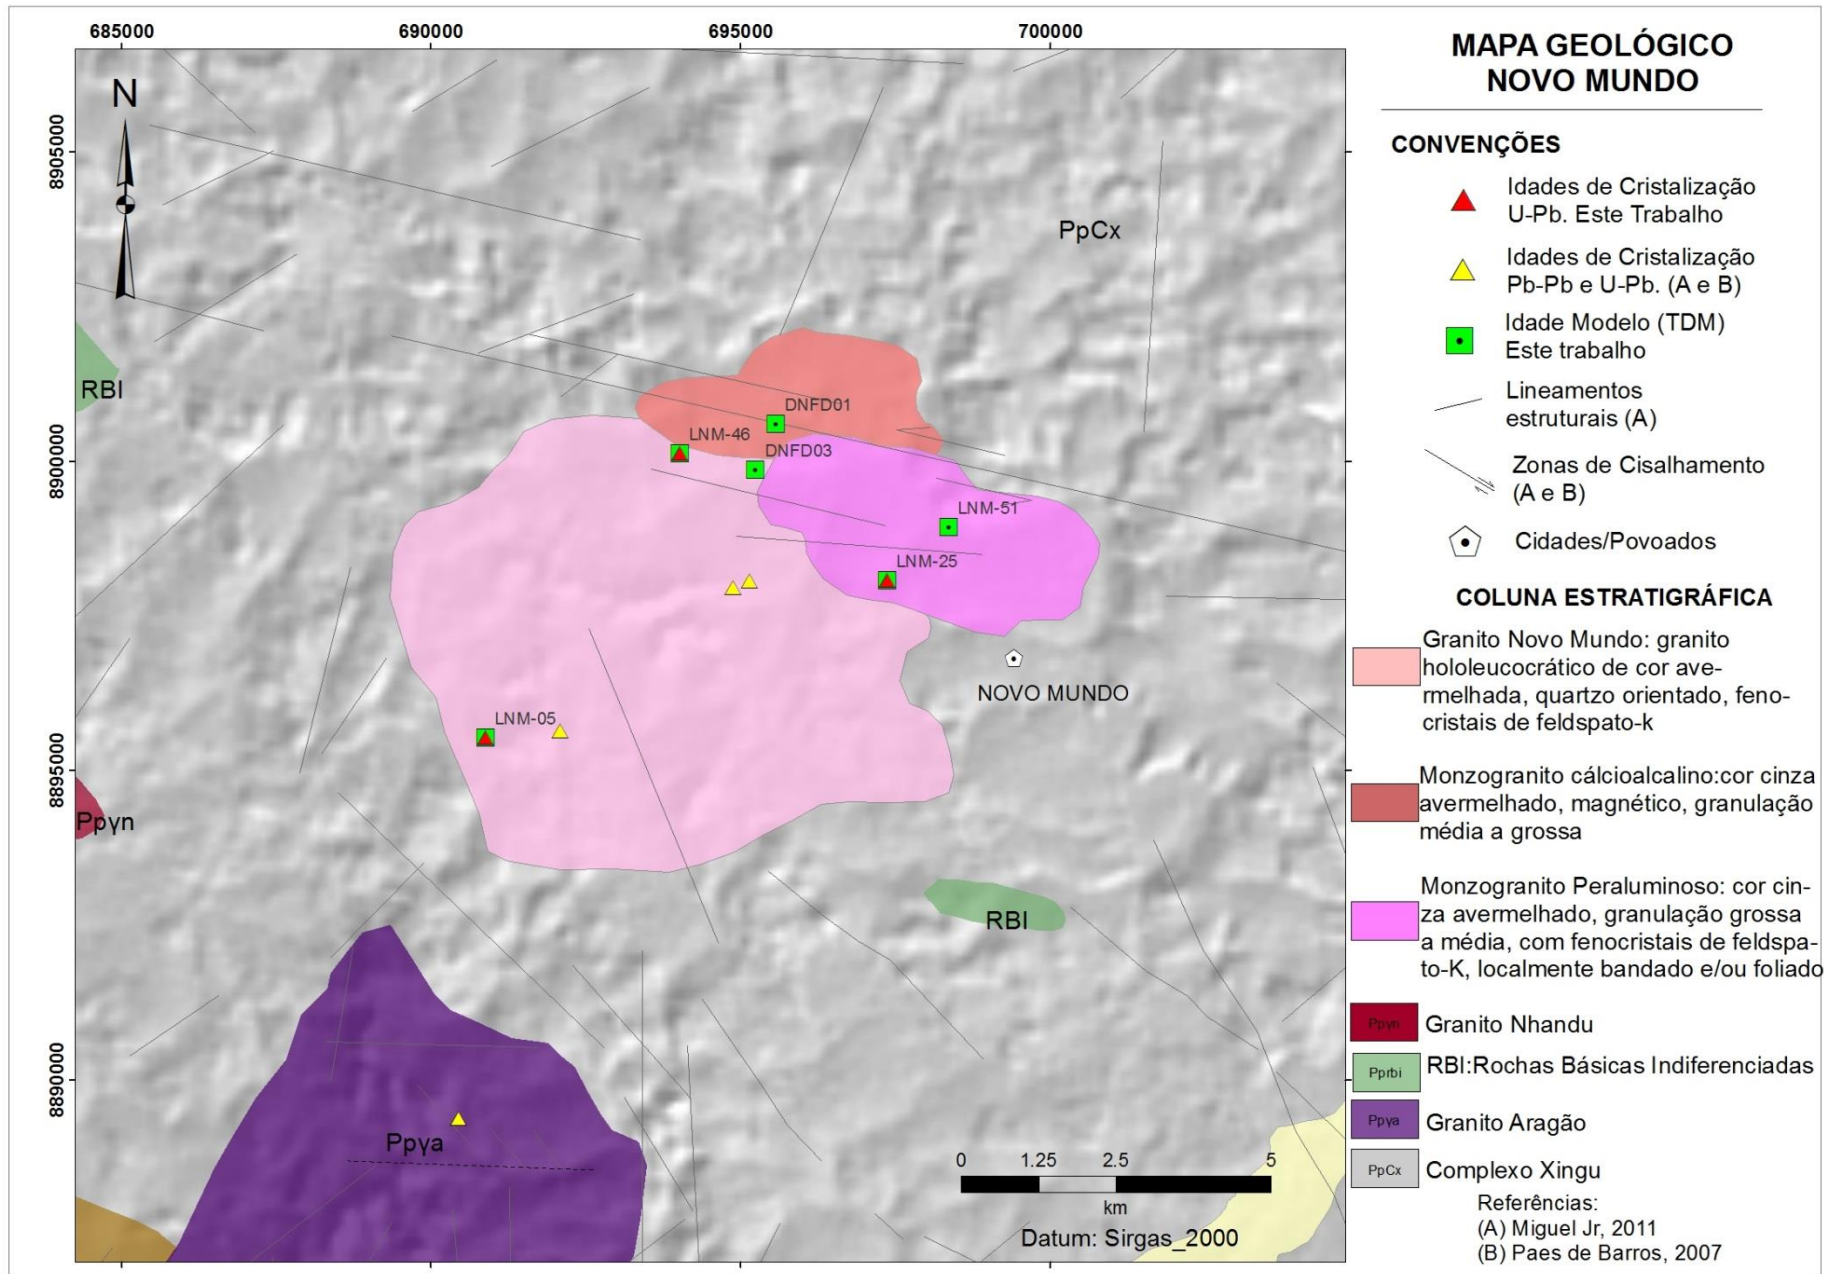 685000
690000
695000
700000
N
8905000
8900000
8895000
8890000
PpCx
RBI
DNFD01
LNM-46
DNFD03
LNM-51
LNM-25
NOVO MUNDO
LNM-05
Ppγn
RBI
Ppγa
0 1.25 2.5 5
km
Datum: Sirgas_2000
MAPA GEOLÓGICO
NOVO MUNDO
CONVENÇÕES
Idades de Cristalização
U-Pb. Este Trabalho
Idades de Cristalização
Pb-Pb e U-Pb. (A e B)
Idade Modelo (TDM)
Este trabalho
Lineamentos
estruturais (A)
Zonas de Cisalhamento
(A e B)
Cidades/Povoados
COLUNA ESTRATIGRÁFICA
Granito Novo Mundo: granito
hololeucocrático de cor ave-
rmelhada, quartzo orientado, feno-
cristais de feldspato-k
Monzogranito cálcioalcalino:cor cinza
avermelhado, magnético, granulação
média a grossa
Monzogranito Peraluminoso: cor cin-
za avermelhado, granulação grossa
a média, com fenocristais de feldspa-
to-K, localmente bandado e/ou foliado
Ppγn Granito Nhandu
Pprbi RBI:Rochas Básicas Indiferenciadas
Ppγa Granito Aragão
PpCx Complexo Xingu
Referências:
(A) Miguel Jr, 2011
(B) Paes de Barros, 2007